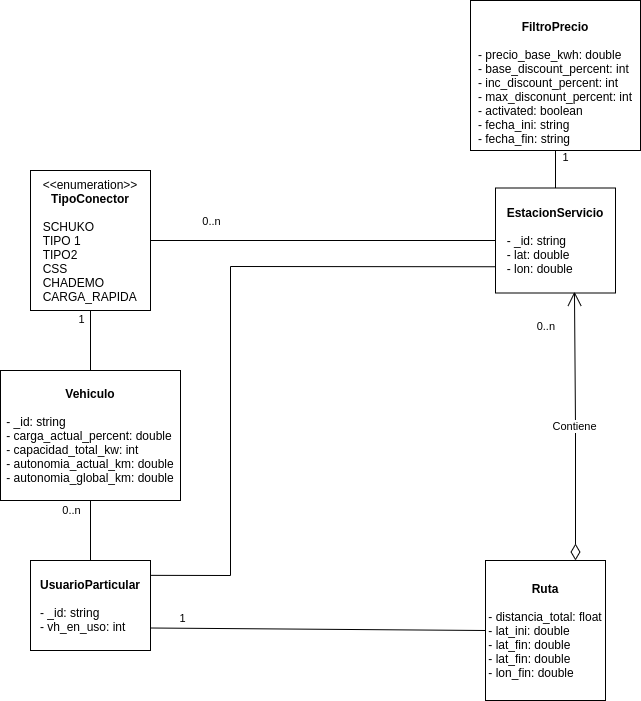 FiltroPrecio
- precio_base_kwh: double
- base_discount_percent: int
- inc_discount_percent: int
- max_disconunt_percent: int
- activated: boolean
- fecha_ini: string
- fecha_fin: string
1
<<enumeration>>
TipoConector
SCHUKO
TIPO 1
TIPO2
CSS
CHADEMO
CARGA_RAPIDA
0..n
EstacionServicio
- _id: string
- lat: double
- lon: double
1
0..n
Vehiculo
- _id: string
- carga_actual_percent: double
- capacidad_total_kw: int
- autonomia_actual_km: double
- autonomia_global_km: double
Contiene
0..n
UsuarioParticular
- _id: string
- vh_en_uso: int
1
Ruta
- distancia_total: float
- lat_ini: double
- lat_fin: double
- lat_fin: double
- lon_fin: double